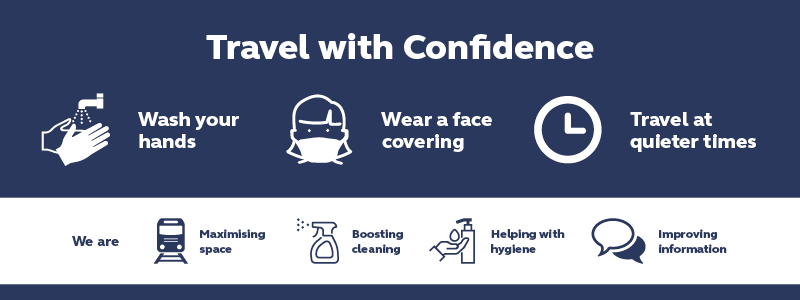 Travel with Confidence
Wash your
hands
Wear a face
covering
Travel at
quieter times
We are
Maximising
space
Boosting
cleaning
Helping with
hygiene
Improving
information